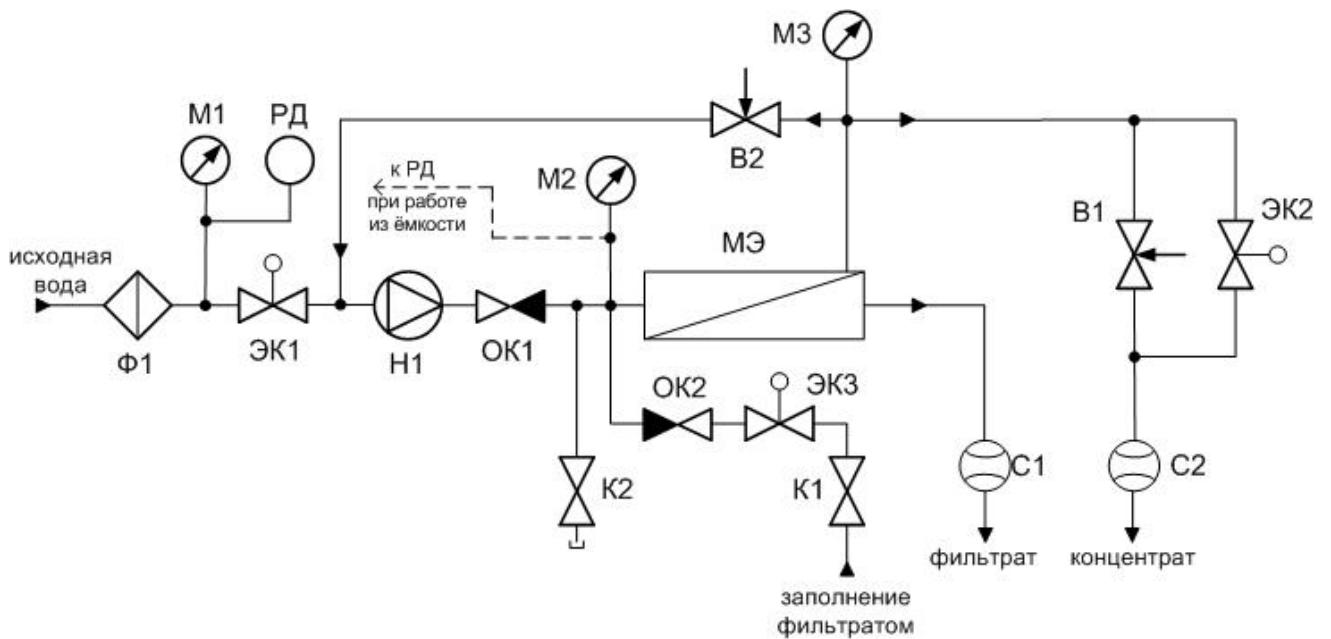 М3
М1
РД
В2
к РД
при работе
из ёмкости
М2
МЭ
В1
ЭК2
исходная
вода
Ф1
ЭК1
Н1
ОК1
ОК2
ЭК3
К2
К1
С1
С2
фильтрат
концентрат
заполнение
фильтратом